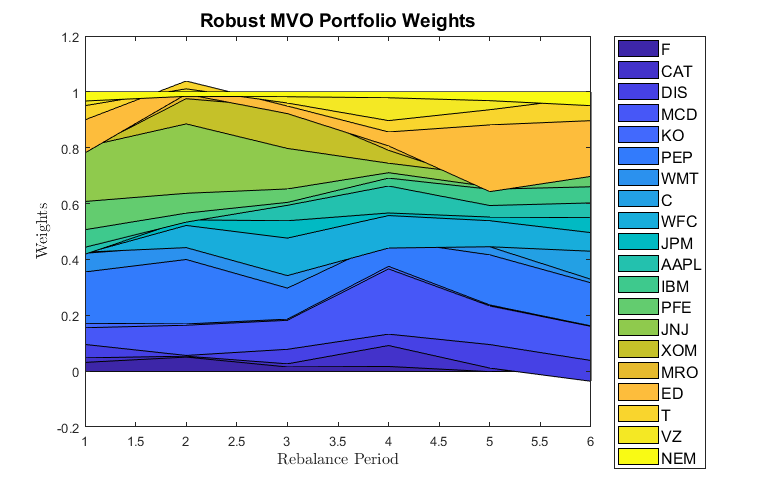 Robust MVO Portfolio Weights
1.2
1
0.8
0.6
0.4
0.2
0
-0.2
Weights
1 1.5 2 2.5 3 3.5 4 4.5 5 5.5 6
Rebalance Period
F
CAT
DIS
MCD
KO
PEP
WMT
C
WFC
JPM
AAPL
IBM
PFE
JNJ
XOM
MRO
ED
T
VZ
NEM